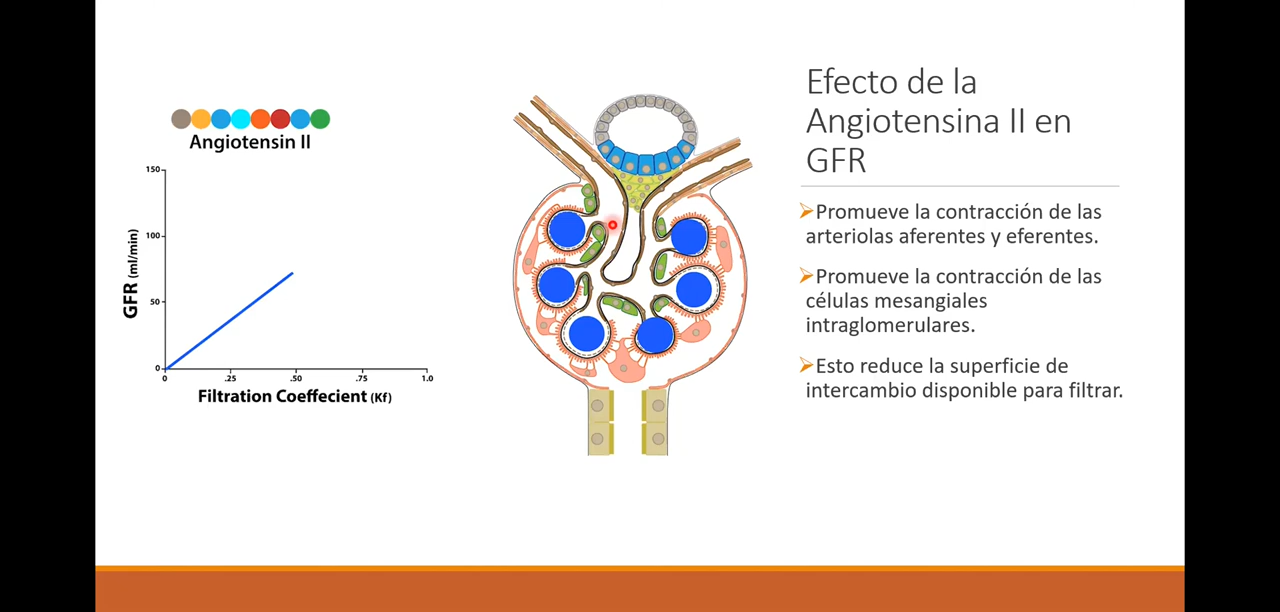 Angiotensin II
GFR (ml/min)
150
100
50
0
0
.25
.50
.75
1.0
Filtration Coeffecient (Kf)
Efecto de la
Angiotensina II en
GFR
Promueve la contracción de las
arteriolas aferentes y eferentes.
Promueve la contracción de las
células mesangiales
intraglomerulares.
Esto reduce la superficie de
intercambio disponible para filtrar.